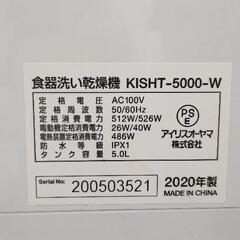 食器洗い乾燥機 KISHT-5000-W
定格電圧 AC100V
定格周波数 50/60Hz
定格消費電力 512W/526W
電動機定格消費電力 26W/40W
電熱装置定格消費電力 486W
防水等級 IPX1
タンク容量 5.0L
PSE
アイリスオーヤマ
株式会社
Serial No: 200503521
2020年製
MADE IN CHINA